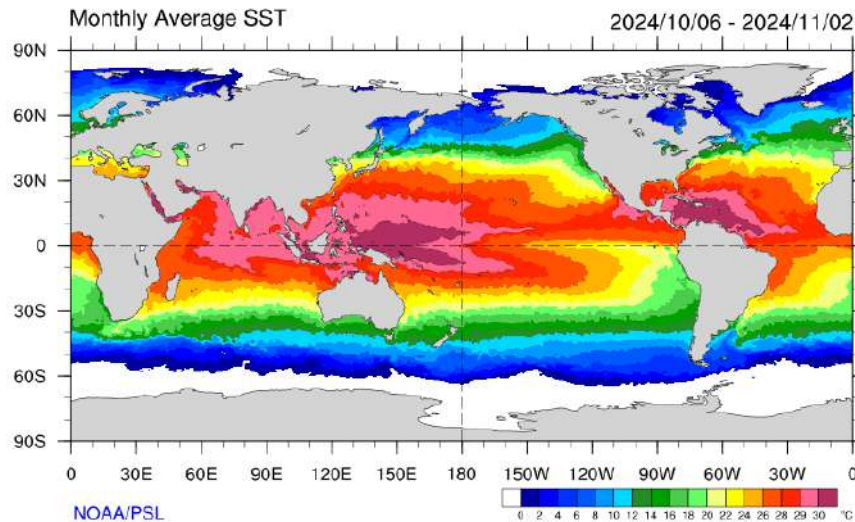 Monthly Average SST 2024/10/06 - 2024/11/02
90N
60N
30N
0
30S
60S
90S
0 30E 60E 90E 120E 150E 180 150W 120W 90W 60W 30W 0
NOAA/PSL
0 2 4 6 8 10 12 14 16 18 20 22 24 26 28 29 30 °C